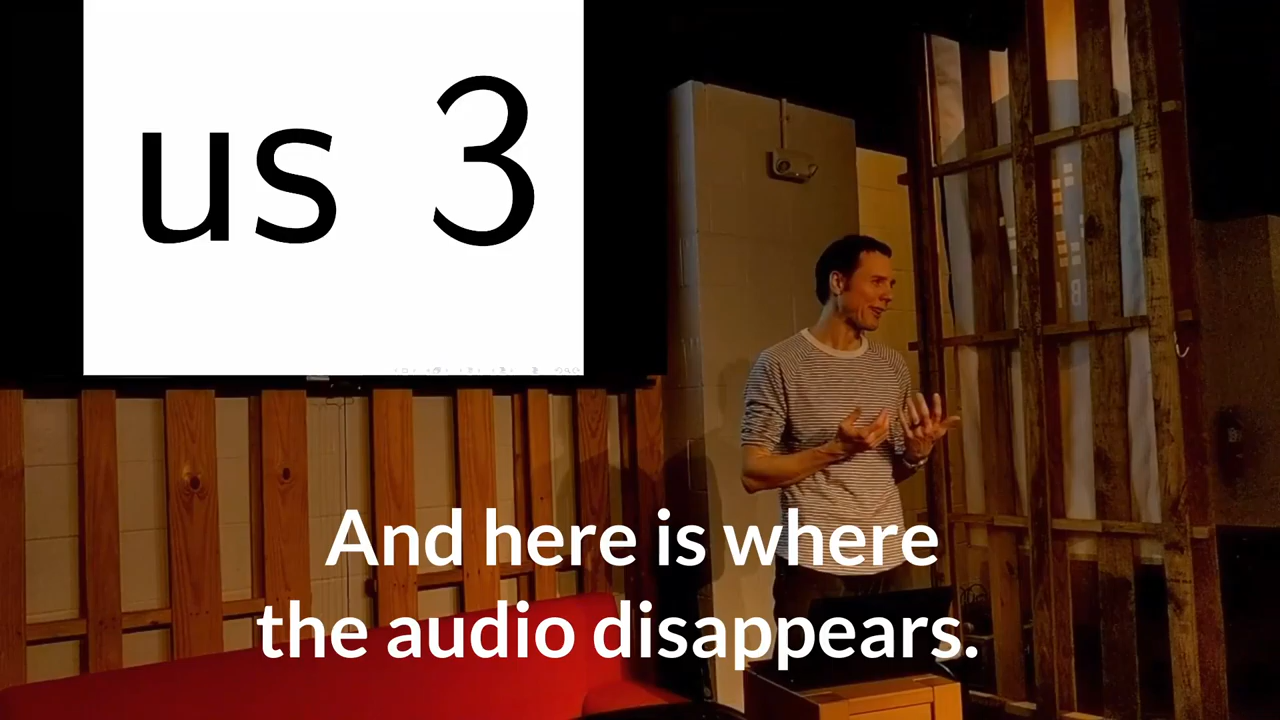 us 3
And here is where
the audio disappears.